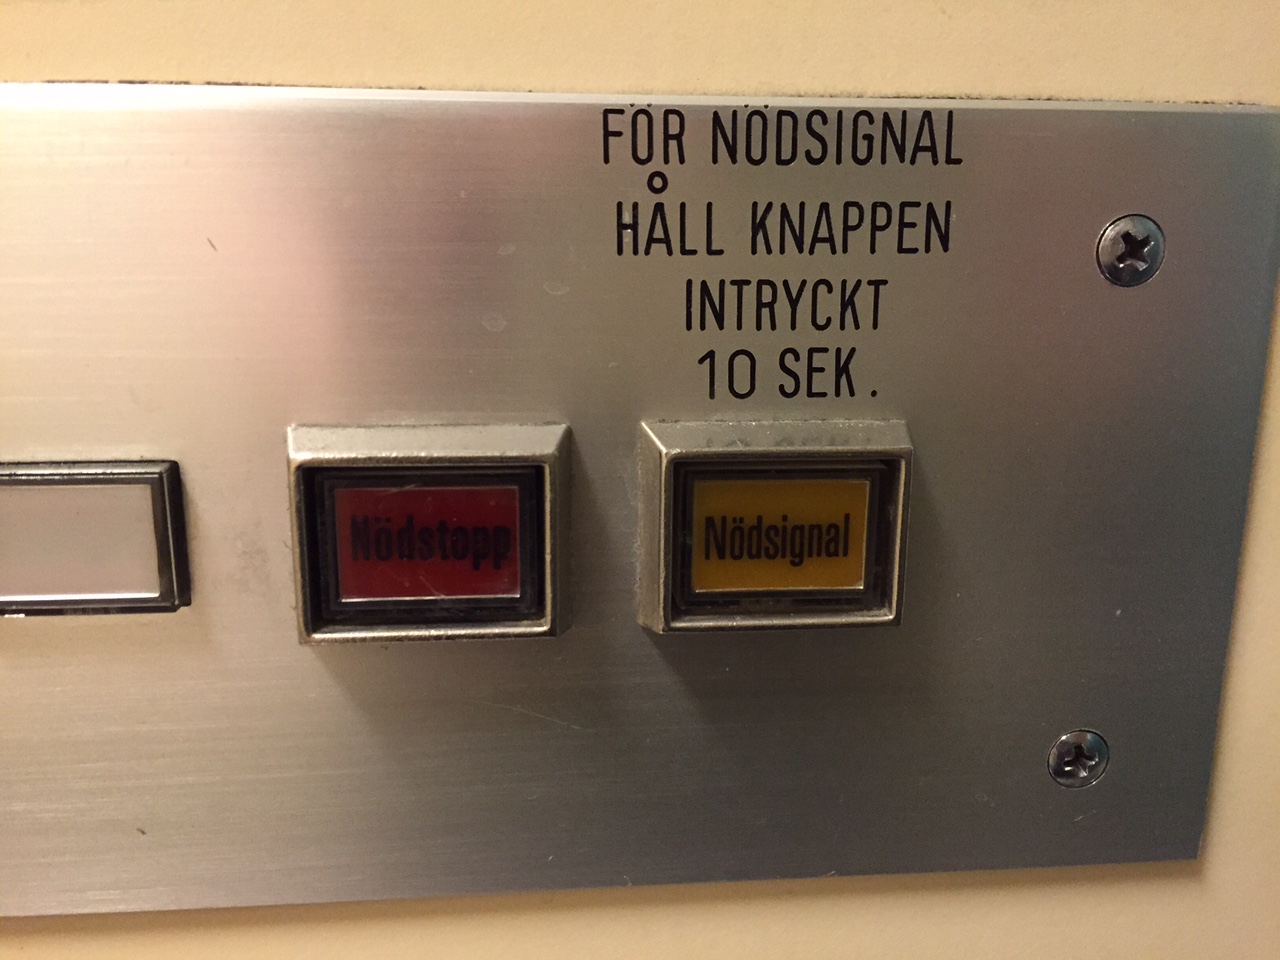 FÖR NÖDSIGNAL
HÅLL KNAPPEN
INTRYCKT
10 SEK.
Nödstopp
Nödsignal